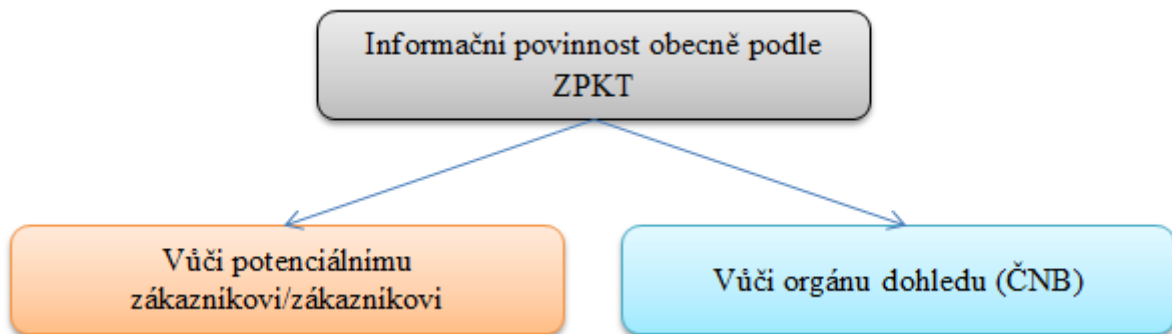 Informační povinnost obecně podle
ZPKT
Vůči potenciálnímu
zákazníkovi/zákazníkovi
Vůči orgánu dohledu (ČNB)